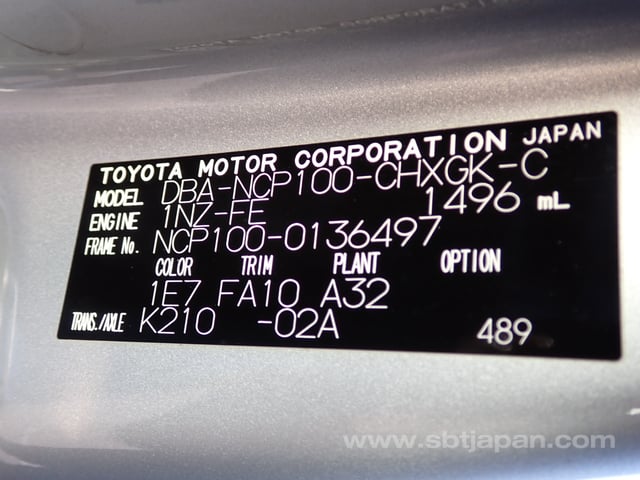 TOYOTA MOTOR CORPORATION JAPAN
MODEL DBA-NCP100-CHXGK-C
ENGINE 1NZ-FE 1496 mL
FRAME No. NCP100-0136497
COLOR TRIM PLANT OPTION
1E7 FA10 A32
TRANS./AXLE K210 -02A 489
www.sbtjapan.com